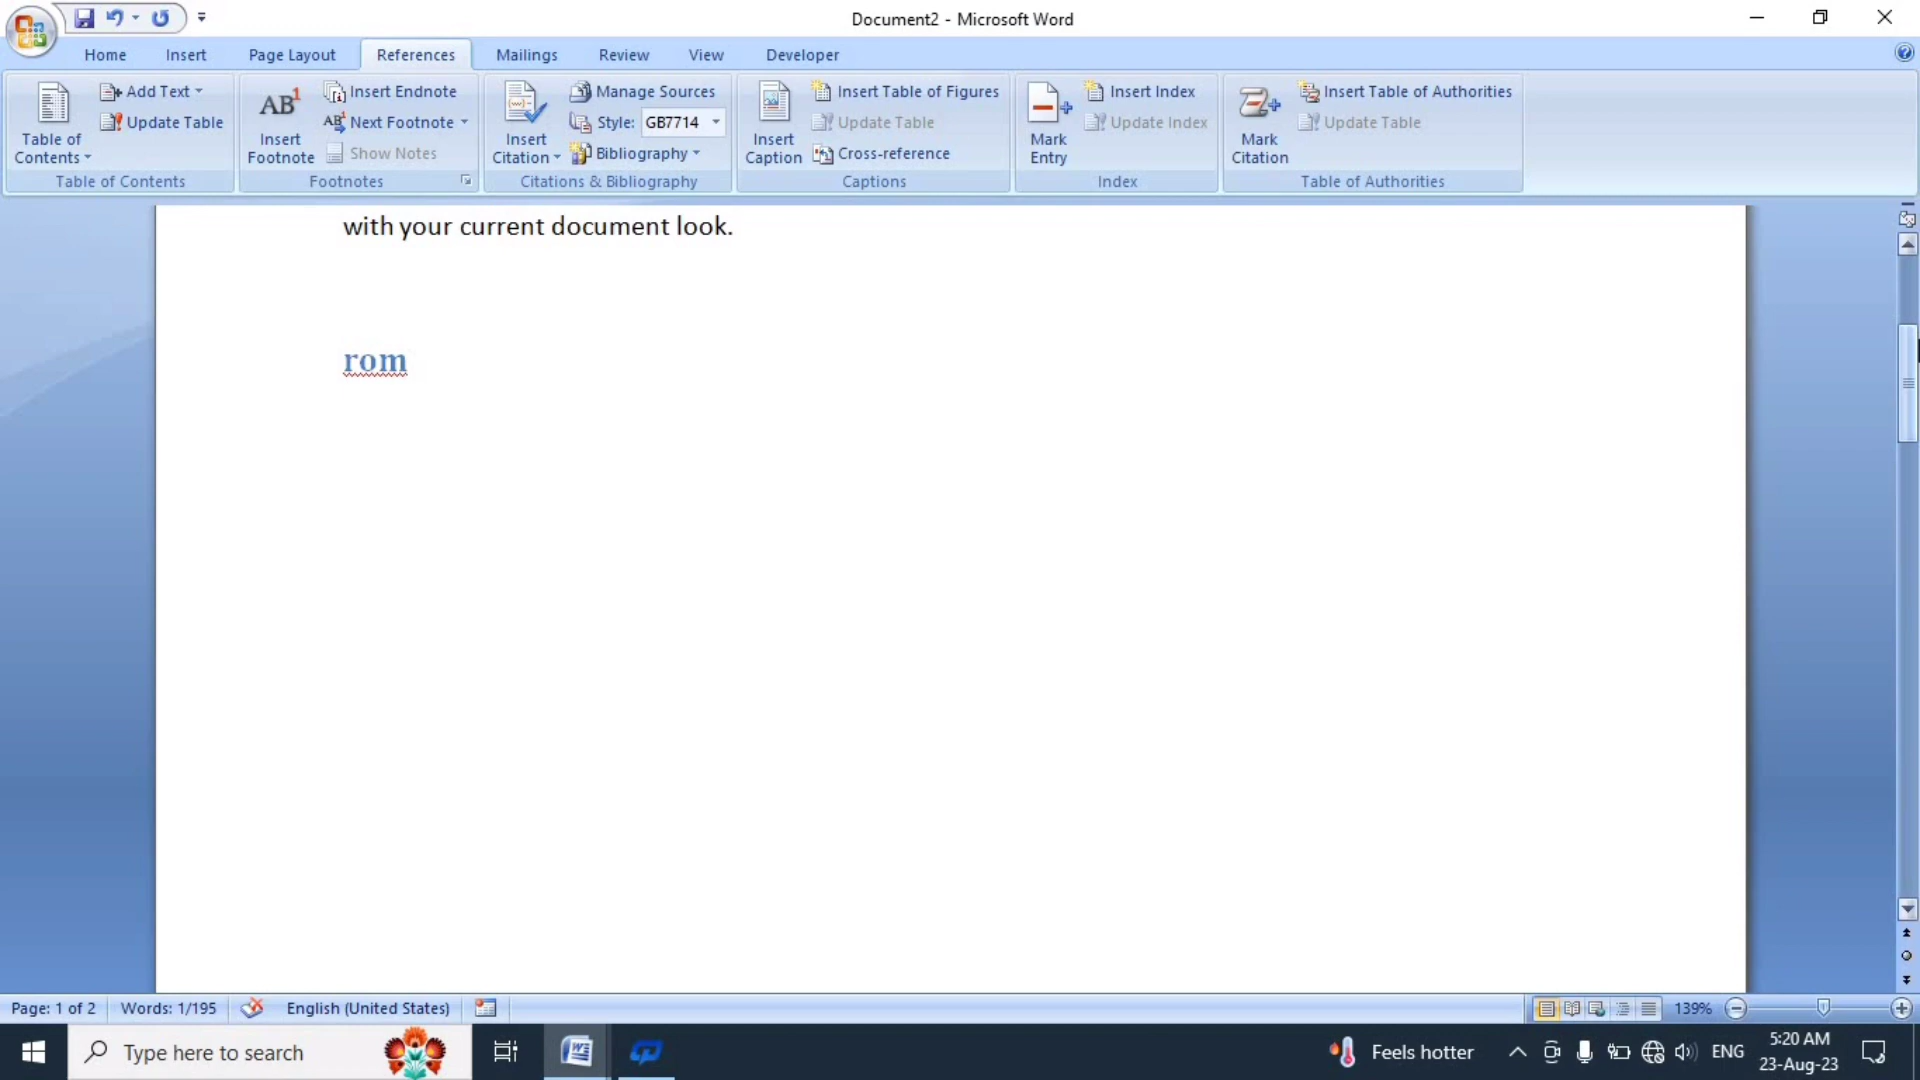 Document2 - Microsoft Word
Home Insert Page Layout References Mailings Review View Developer
Table of Contents
Add Text
Update Table
Table of Contents
Insert Footnote
Insert Endnote
Next Footnote
Show Notes
Footnotes
Insert Citation
Manage Sources
Style: GB7714
Bibliography
Citations & Bibliography
Insert Caption
Insert Table of Figures
Update Table
Cross-reference
Captions
Mark Entry
Insert Index
Update Index
Index
Mark Citation
Insert Table of Authorities
Update Table
Table of Authorities
with your current document look.
rom
Page: 1 of 2 Words: 1/195 English (United States) 139%
Type here to search
Feels hotter
ENG
5:20 AM
23-Aug-23